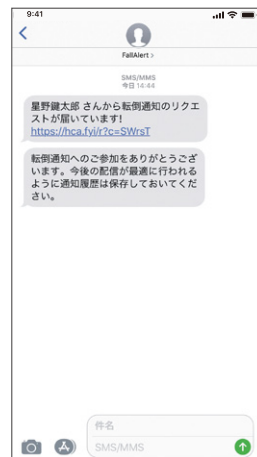 9:41
FallAlert >
SMS/MMS
今日 14:44
星野鍵太郎 さんから転倒通知のリクエ
ストが届いています!
https://hca.fyi/r?c=SWrsT
転倒通知へのご参加をありがとうござ
います。今後の配信が最適に行われる
ように通知履歴は保存しておいてくだ
さい。
件名
SMS/MMS